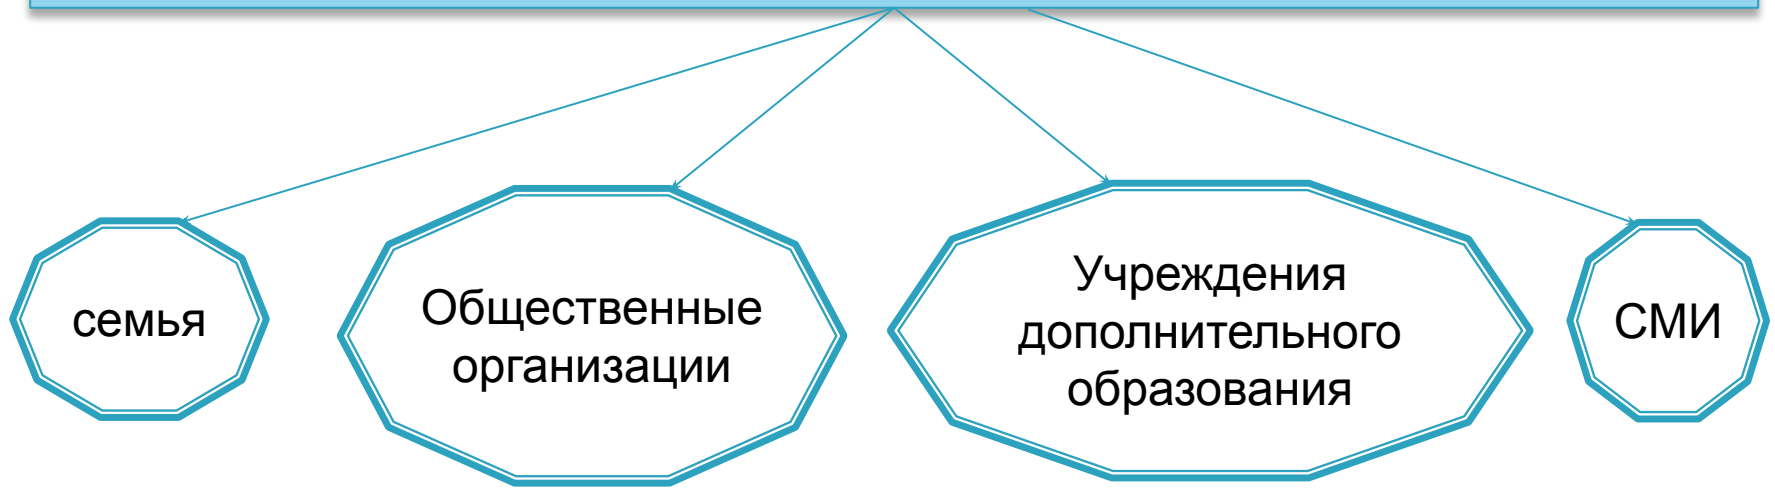 семья
Общественные
организации
Учреждения
дополнительного
образования
СМИ